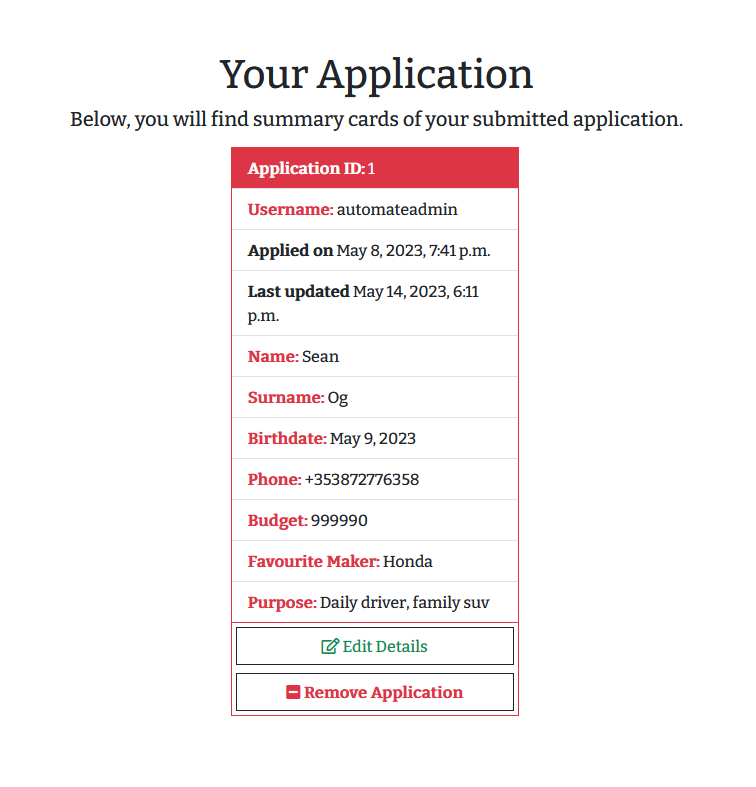 Your Application
Below, you will find summary cards of your submitted application.
Application ID: 1
Username: automateadmin
Applied on May 8, 2023, 7:41 p.m.
Last updated May 14, 2023, 6:11
p.m.
Name: Sean
Surname: Og
Birthdate: May 9, 2023
Phone: +353872776358
Budget: 999990
Favourite Maker: Honda
Purpose: Daily driver, family suv
Edit Details
Remove Application